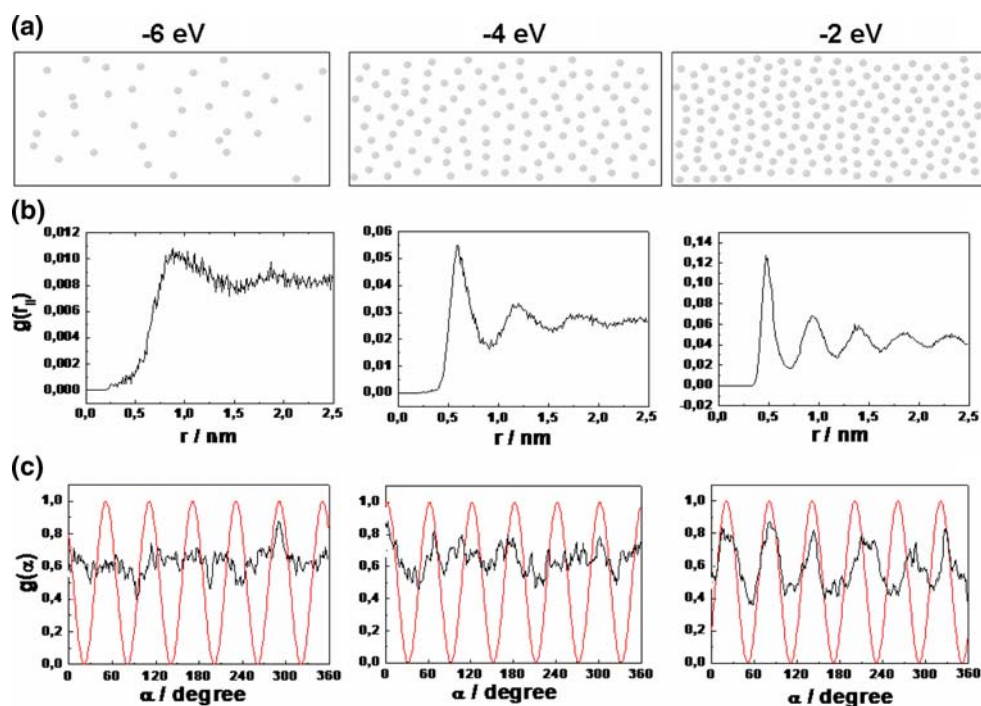 (a)
-6 eV -4 eV -2 eV
(b)
g(r||)
0,012
0,010
0,008
0,006
0,004
0,002
0,000
0,0 0,5 1,0 1,5 2,0 2,5
r / nm
0,06
0,05
0,04
0,03
0,02
0,01
0,00
0,0 0,5 1,0 1,5 2,0 2,5
r / nm
0,14
0,12
0,10
0,08
0,06
0,04
0,02
0,00
-0,02
0,0 0,5 1,0 1,5 2,0 2,5
r / nm
(c)
g(α)
1,0
0,8
0,6
0,4
0,2
0,0
0 60 120 180 240 300 360
α / degree
1,0
0,8
0,6
0,4
0,2
0,0
0 60 120 180 240 300 360
α / degree
1,0
0,8
0,6
0,4
0,2
0,0
0 60 120 180 240 300 360
α / degree